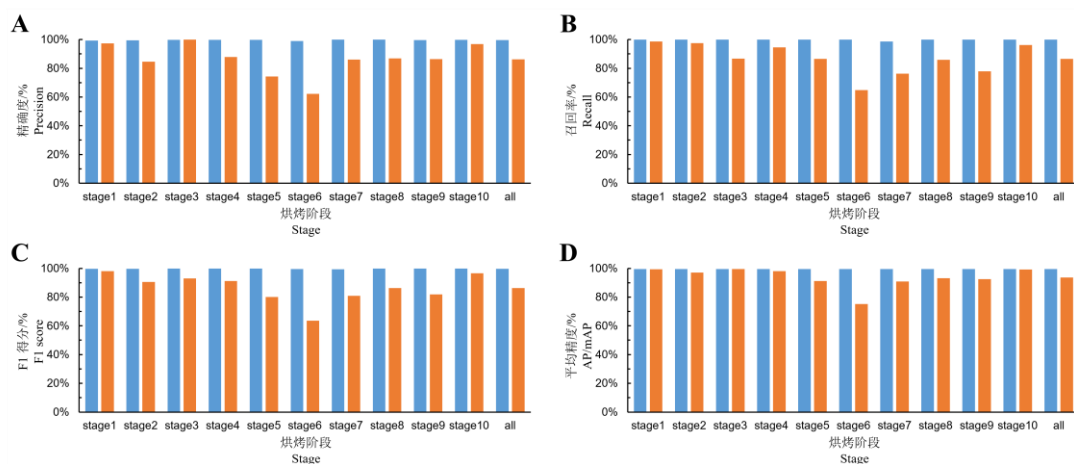 A
100%
80%
60%
40%
20%
0%
精确度/%
Precision
stage1 stage2 stage3 stage4 stage5 stage6 stage7 stage8 stage9 stage10 all
烘烤阶段
Stage
B
100%
80%
60%
40%
20%
0%
召回率/%
Recall
stage1 stage2 stage3 stage4 stage5 stage6 stage7 stage8 stage9 stage10 all
烘烤阶段
Stage
C
100%
80%
60%
40%
20%
0%
F1 得分/%
F1 score
stage1 stage2 stage3 stage4 stage5 stage6 stage7 stage8 stage9 stage10 all
烘烤阶段
Stage
D
100%
80%
60%
40%
20%
0%
平均精度/%
AP/mAP
stage1 stage2 stage3 stage4 stage5 stage6 stage7 stage8 stage9 stage10 all
烘烤阶段
Stage